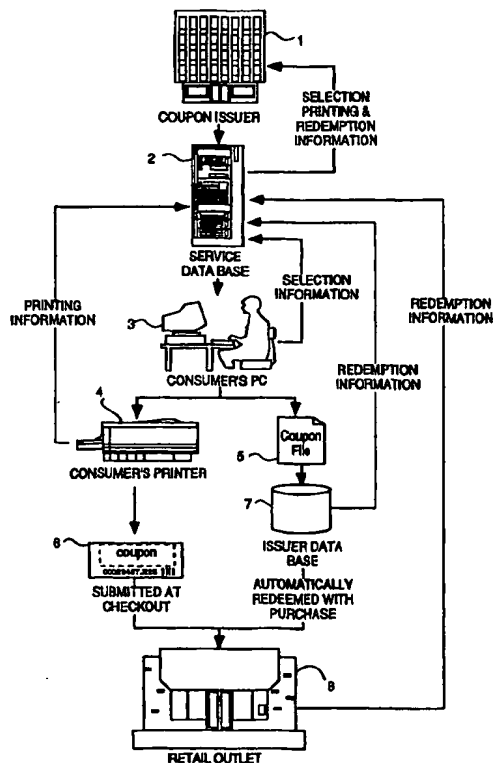 1
COUPON ISSUER
SELECTION
PRINTING &
REDEMPTION
INFORMATION
2
SERVICE
DATA BASE
PRINTING
INFORMATION
SELECTION
INFORMATION
REDEMPTION
INFORMATION
3
CONSUMER'S PC
REDEMPTION
INFORMATION
4
CONSUMER'S PRINTER
Coupon
File
5
7
6
coupon
SUBMITTED AT
CHECKOUT
ISSUER DATA
BASE
AUTOMATICALLY
REDEEMED WITH
PURCHASE
8
RETAIL OUTLET